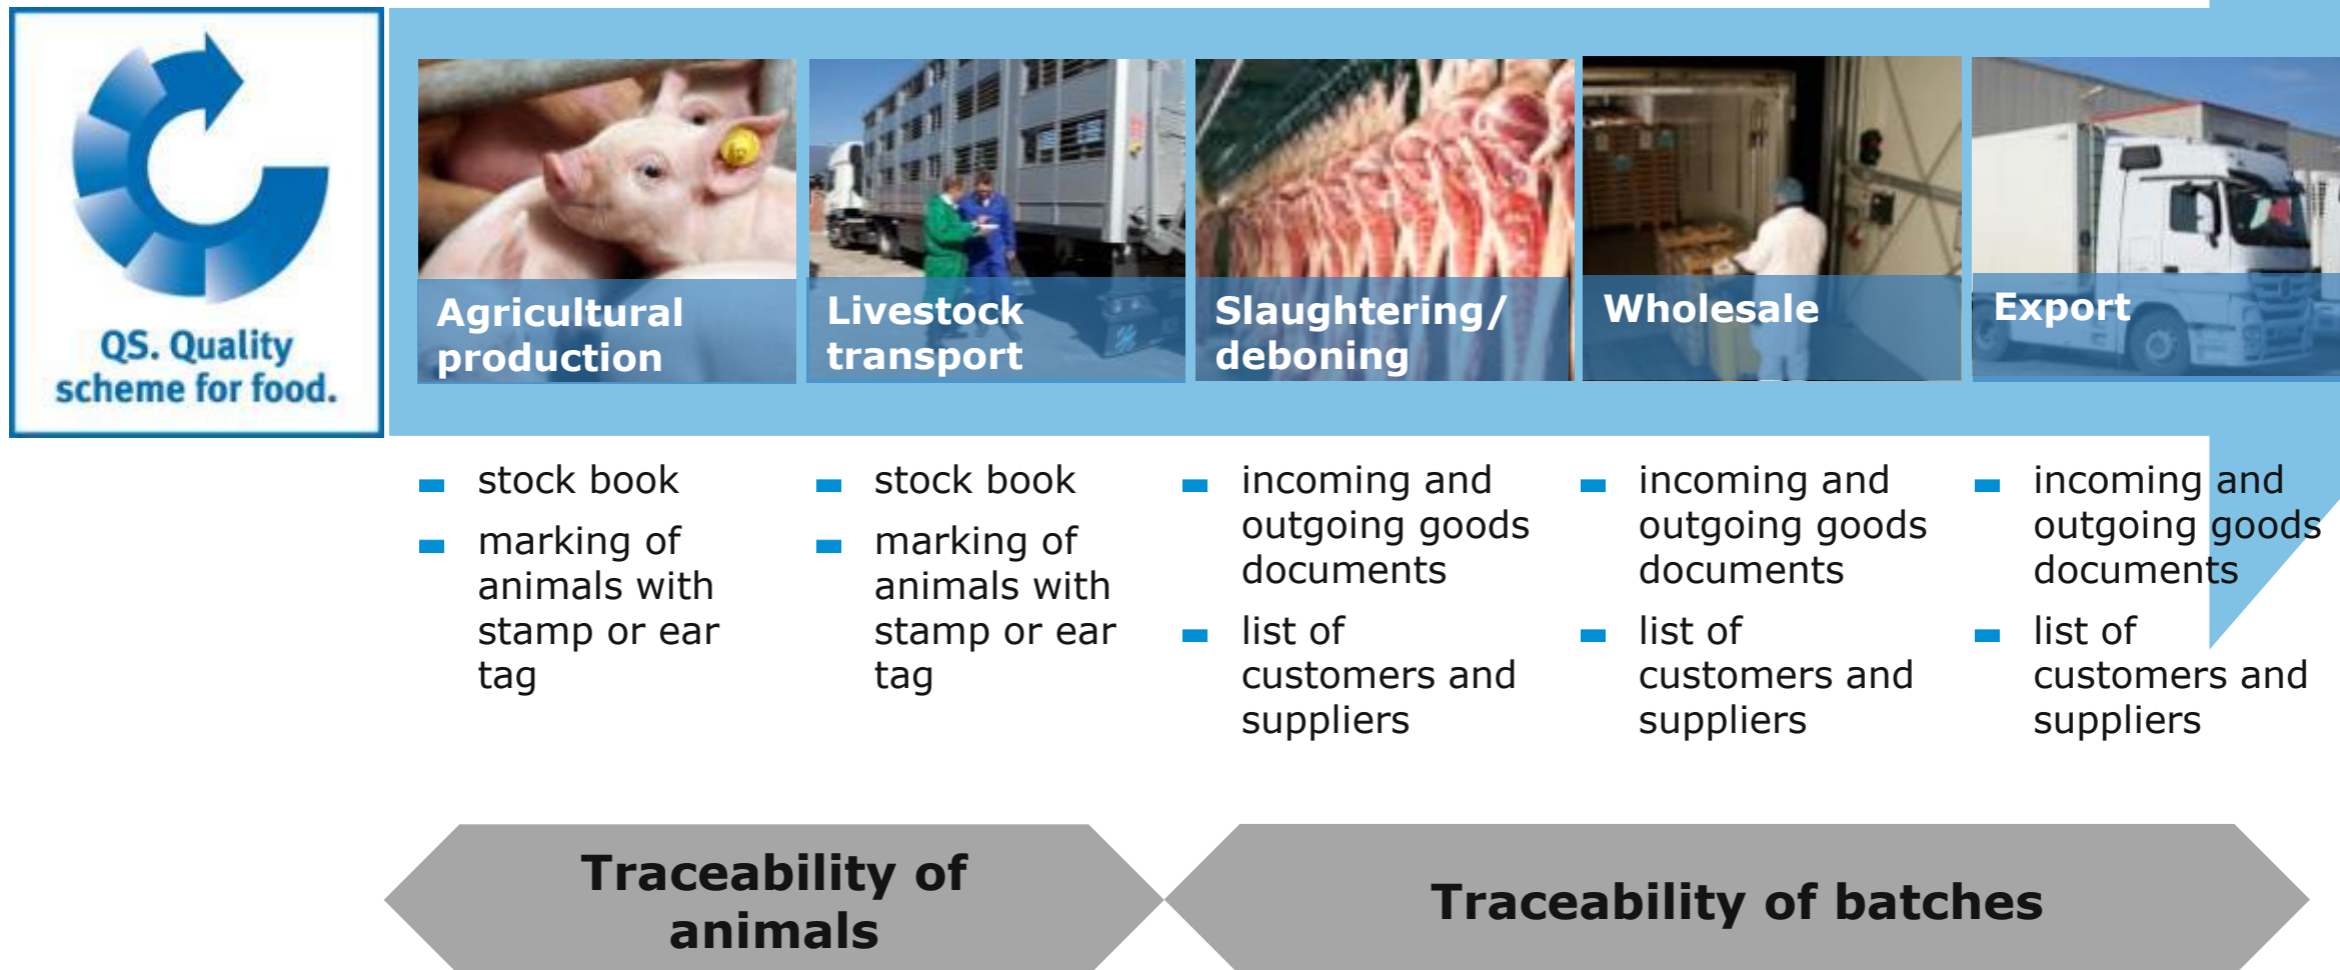 QS. Quality
scheme for food.
Agricultural
production
Livestock
transport
Slaughtering/
deboning
Wholesale
Export
stock book
marking of
animals with
stamp or ear
tag
stock book
marking of
animals with
stamp or ear
tag
incoming and
outgoing goods
documents
list of
customers and
suppliers
incoming and
outgoing goods
documents
list of
customers and
suppliers
incoming and
outgoing goods
documents
list of
customers and
suppliers
Traceability of
animals
Traceability of batches